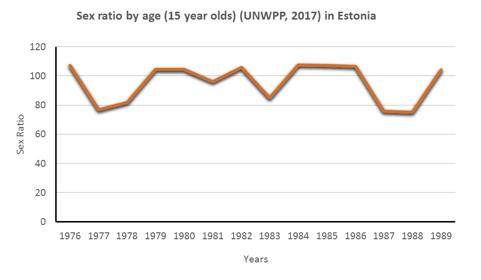 Sex ratio by age (15 year olds) (UNWPP, 2017) in Estonia
120
100
80
60
40
20
0
Sex Ratio
1976 1977 1978 1979 1980 1981 1982 1983 1984 1985 1986 1987 1988 1989
Years